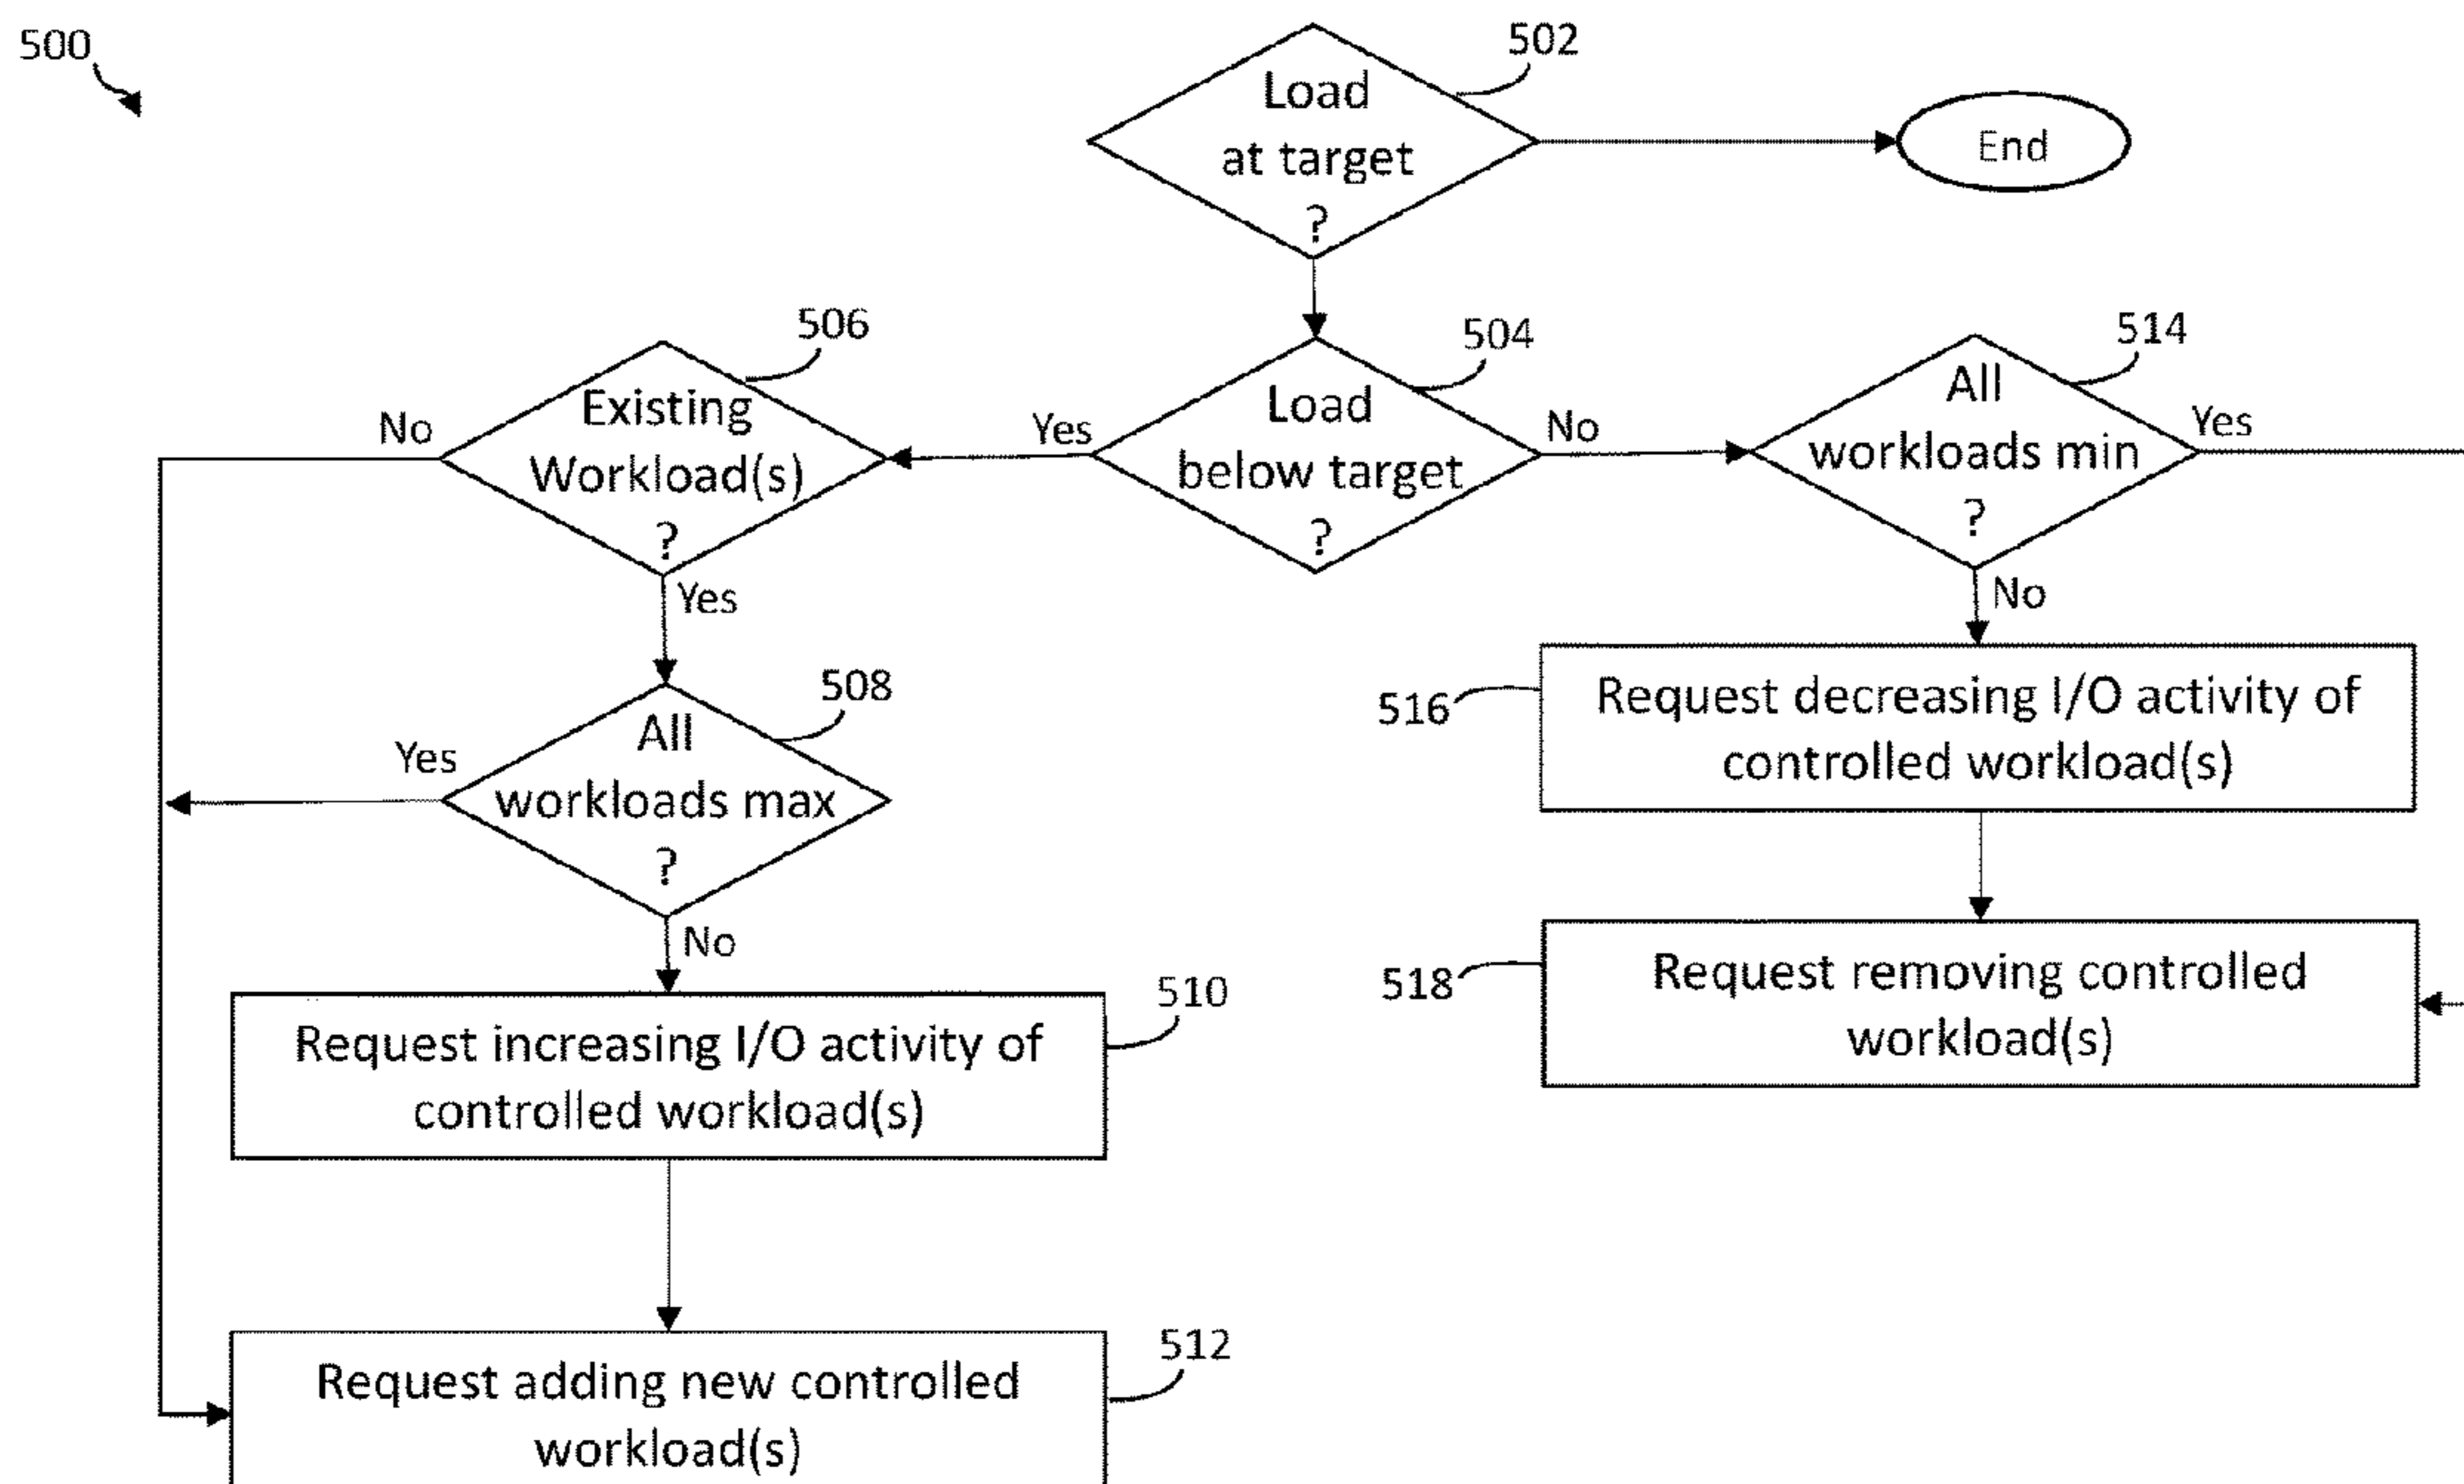 500
502
Load
at target
?
End
506
504
514
Existing
Workload(s)
?
No
Yes
Load
below target
?
Yes
No
All
workloads min
?
Yes
No
508
All
workloads max
?
Yes
No
516
Request decreasing I/O activity of
controlled workload(s)
518
Request removing controlled
workload(s)
510
Request increasing I/O activity of
controlled workload(s)
512
Request adding new controlled
workload(s)